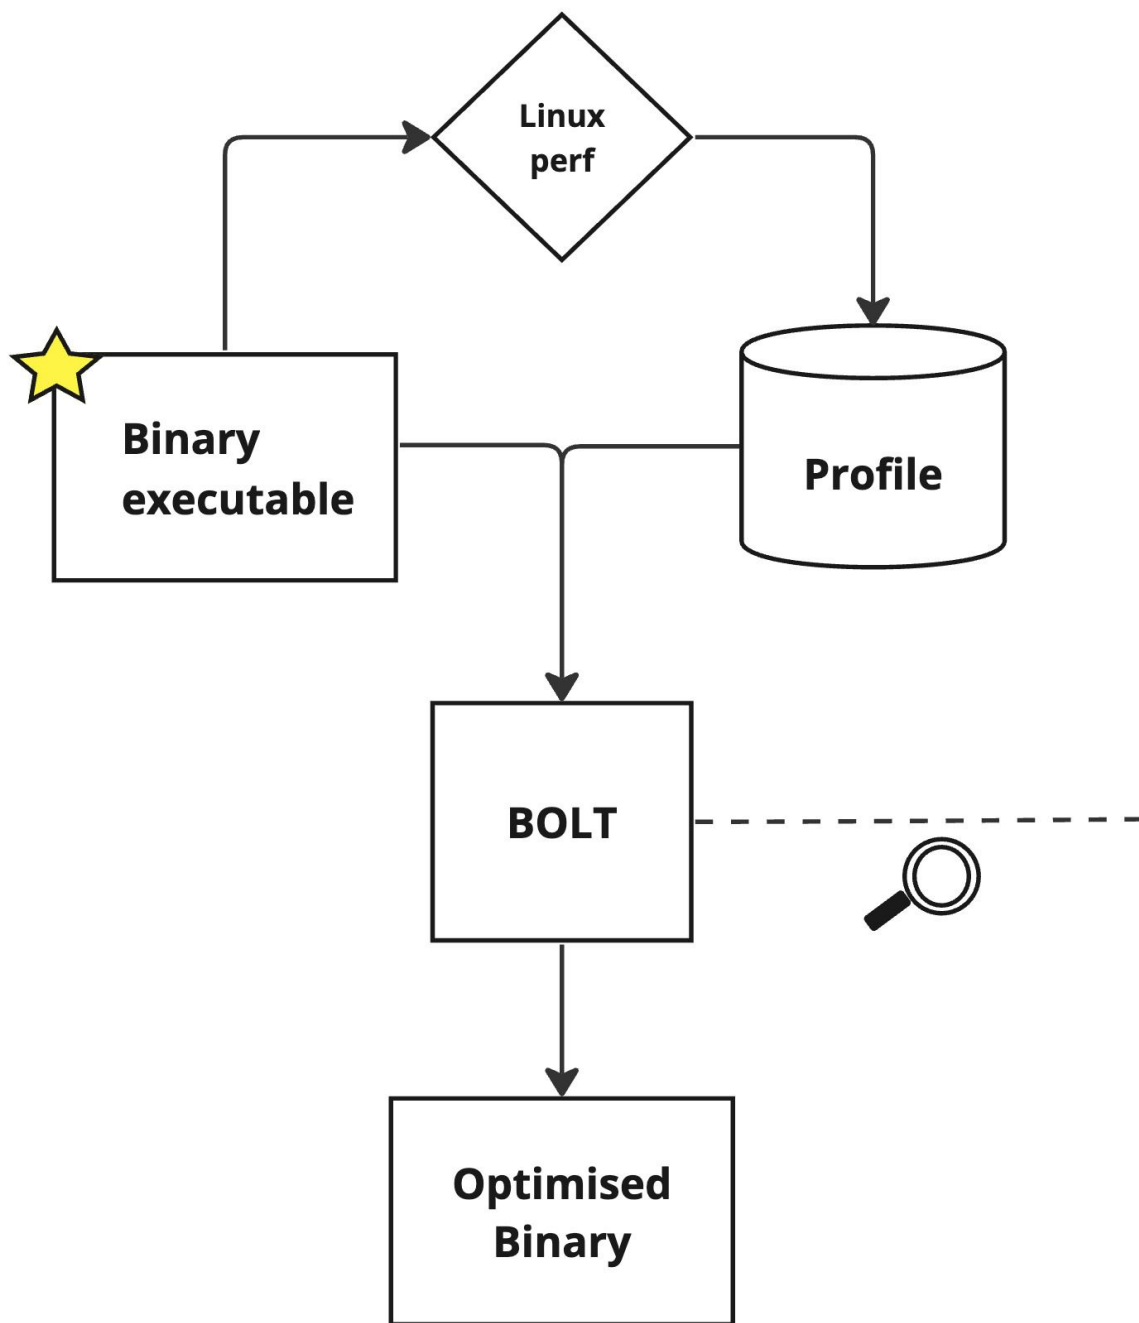 Linux
perf
Binary
executable
Profile
BOLT
Optimised
Binary